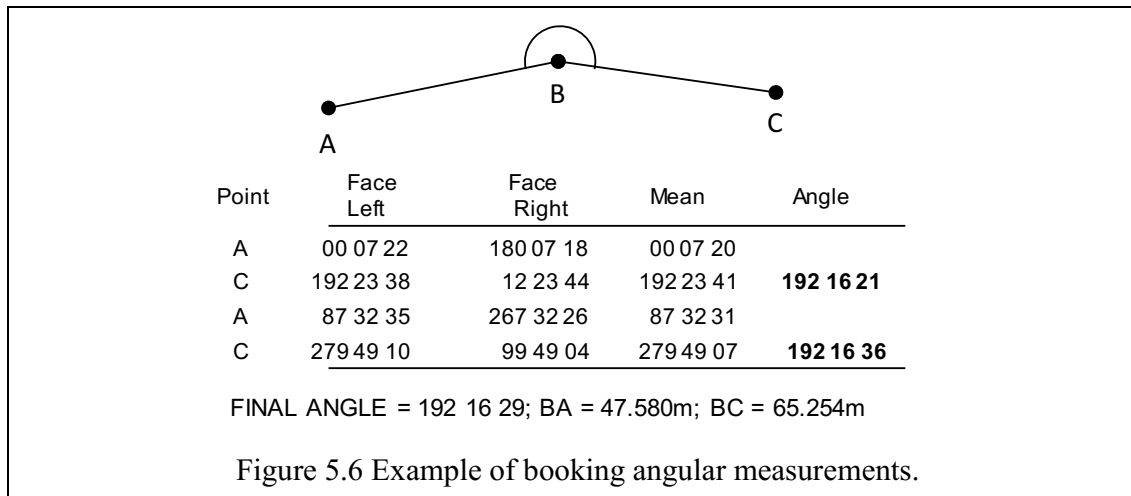 B
A
C
Point Face Left Face Right Mean Angle
A 00 07 22 180 07 18 00 07 20
C 192 23 38 12 23 44 192 23 41 192 16 21
A 87 32 35 267 32 26 87 32 31
C 279 49 10 99 49 04 279 49 07 192 16 36
FINAL ANGLE = 192 16 29; BA = 47.580m; BC = 65.254m
Figure 5.6 Example of booking angular measurements.